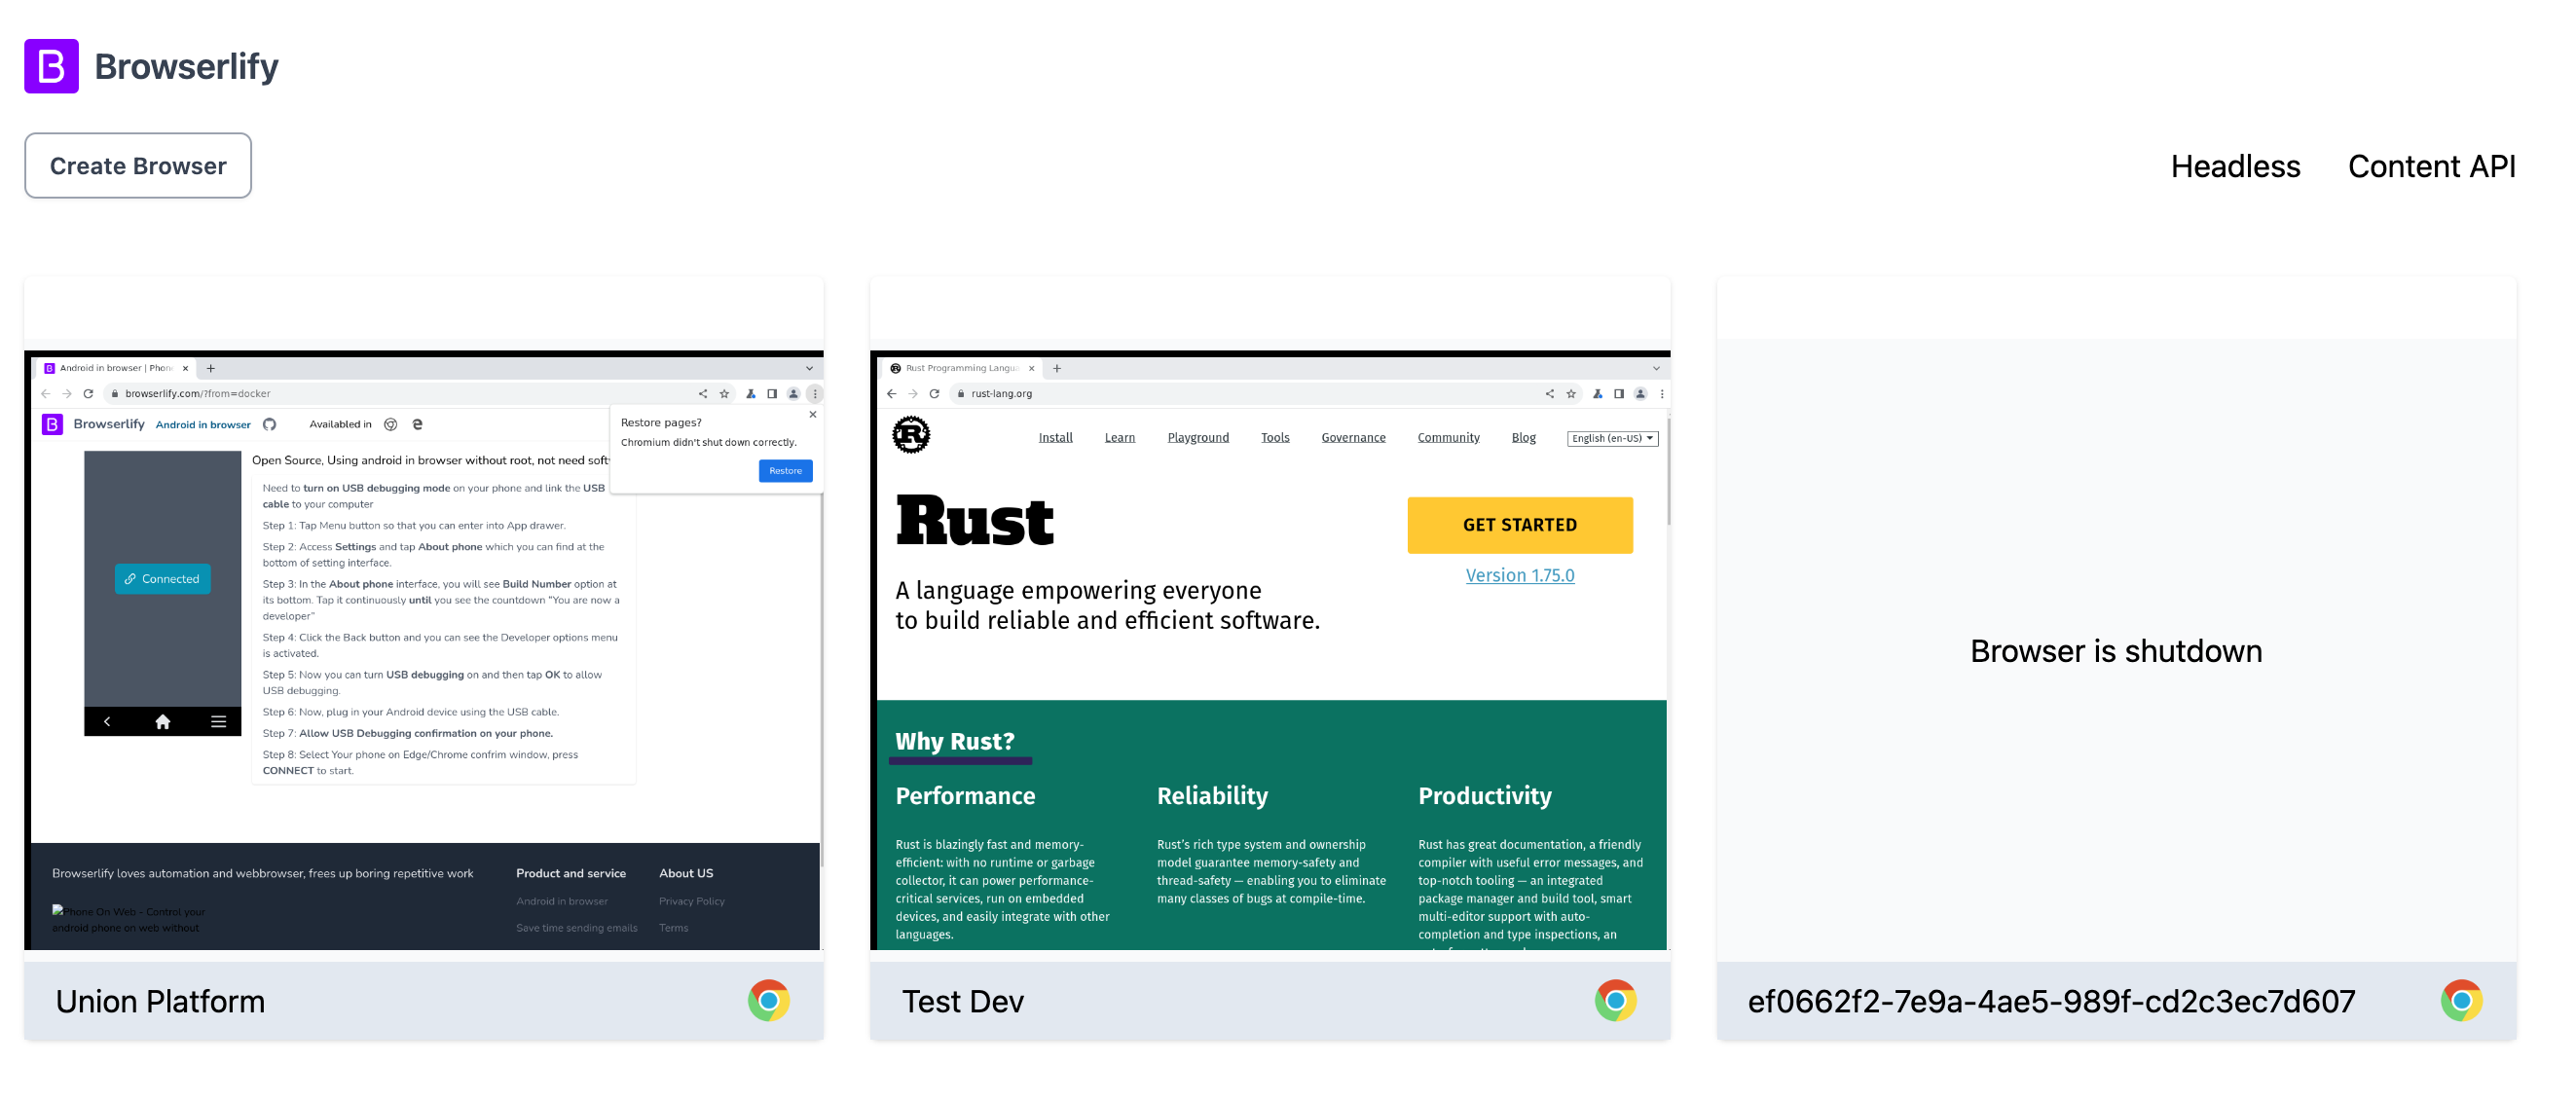 Browserlify
Create Browser
Headless
Content API
Android in browser | Phon
browserlify.com/?from=docker
Restore pages?
Chromium didn't shut down correctly.
Restore
Browserlify
Android in browser
Availabled in
Open Source, Using android in browser without root, not need soft
Connected
Need to turn on USB debugging mode on your phone and link the USB
cable to your computer
Step 1: Tap Menu button so that you can enter into App drawer.
Step 2: Access Settings and tap About phone which you can find at the
bottom of setting interface.
Step 3: In the About phone interface, you will see Build Number option at
its bottom. Tap it continuously until you see the countdown “You are now a
developer”
Step 4: Click the Back button and you can see the Developer options menu
is activated.
Step 5: Now you can turn USB debugging on and then tap OK to allow
USB debugging.
Step 6: Now, plug in your Android device using the USB cable.
Step 7: Allow USB Debugging confirmation on your phone.
Step 8: Select Your phone on Edge/Chrome confrim window, press
CONNECT to start.
Browserlify loves automation and webbrowser, frees up boring repetitive work
Phone On Web - Control your
android phone on web without
Product and service
Android in browser
Save time sending emails
About US
Privacy Policy
Terms
Union Platform
Rust Programming Langua
rust-lang.org
R
Install
Learn
Playground
Tools
Governance
Community
Blog
English (en-US)
Rust
A language empowering everyone
to build reliable and efficient software.
GET STARTED
Version 1.75.0
Why Rust?
Performance
Rust is blazingly fast and memory-
efficient: with no runtime or garbage
collector, it can power performance-
critical services, run on embedded
devices, and easily integrate with other
languages.
Reliability
Rust’s rich type system and ownership
model guarantee memory-safety and
thread-safety — enabling you to eliminate
many classes of bugs at compile-time.
Productivity
Rust has great documentation, a friendly
compiler with useful error messages, and
top-notch tooling — an integrated
package manager and build tool, smart
multi-editor support with auto-
completion and type inspections, an
Test Dev
Browser is shutdown
ef0662f2-7e9a-4ae5-989f-cd2c3ec7d607